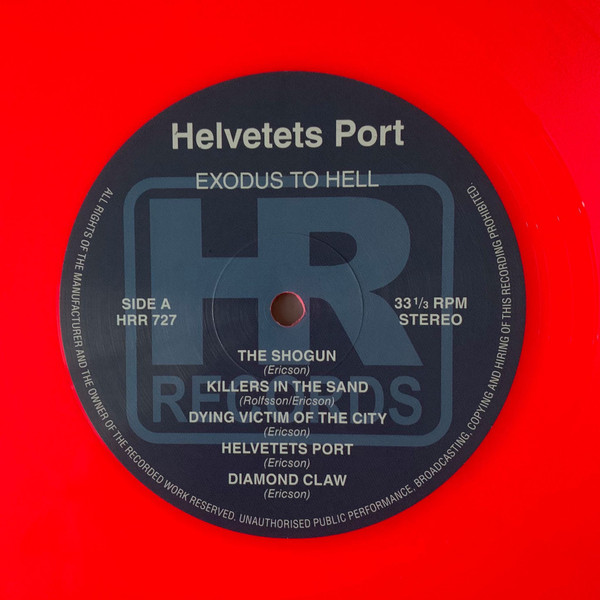 Helvetets Port
EXODUS TO HELL
HR
RECORDS
SIDE A
HRR 727
33 1/3 RPM
STEREO
THE SHOGUN
(Ericson)
KILLERS IN THE SAND
(Rolfsson/Ericson)
DYING VICTIM OF THE CITY
(Ericson)
HELVETETS PORT
(Ericson)
DIAMOND CLAW
(Ericson)
ALL RIGHTS OF THE MANUFACTURER AND THE OWNER OF THE RECORDED WORK RESERVED. UNAUTHORISED PUBLIC PERFORMANCE, BROADCASTING, COPYING AND HIRING OF THIS RECORDING PROHIBITED